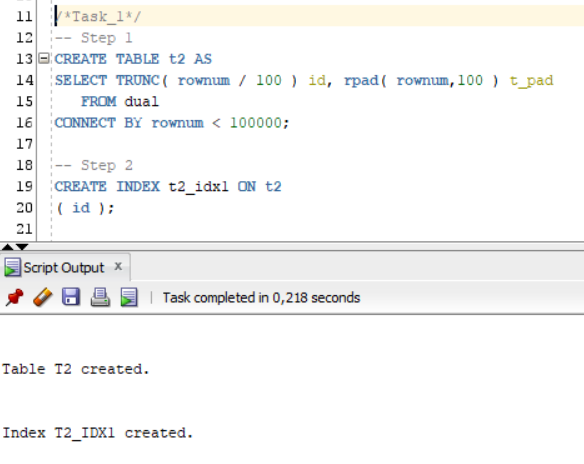 11 /*Task_1*/
12 -- Step 1
13 CREATE TABLE t2 AS
14 SELECT TRUNC( rownum / 100 ) id, rpad( rownum,100 ) t_pad
15 FROM dual
16 CONNECT BY rownum < 100000;
17
18 -- Step 2
19 CREATE INDEX t2_idx1 ON t2
20 ( id );
21
Script Output x
Task completed in 0,218 seconds
Table T2 created.
Index T2_IDX1 created.